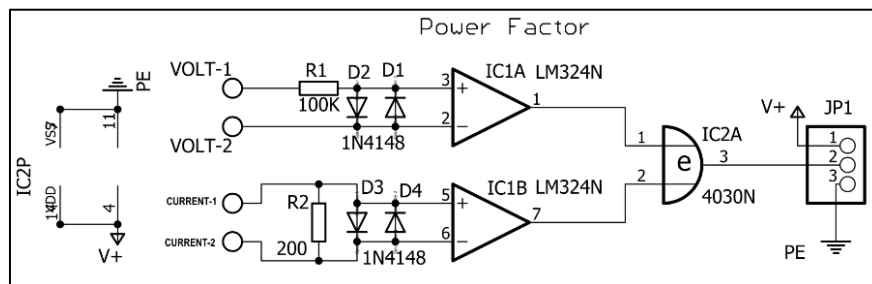 Power Factor
VOLT-1
R1
100K
D2
D1
1N4148
3
2
+
−
1
IC1A
LM324N
VOLT-2
PE
11
VSS
7
IC2P
14
VDD
4
V+
CURRENT-1
CURRENT-2
R2
200
D3
D4
1N4148
5
6
+
−
7
IC1B
LM324N
1
2
e
3
IC2A
4030N
V+
JP1
1
2
3
PE